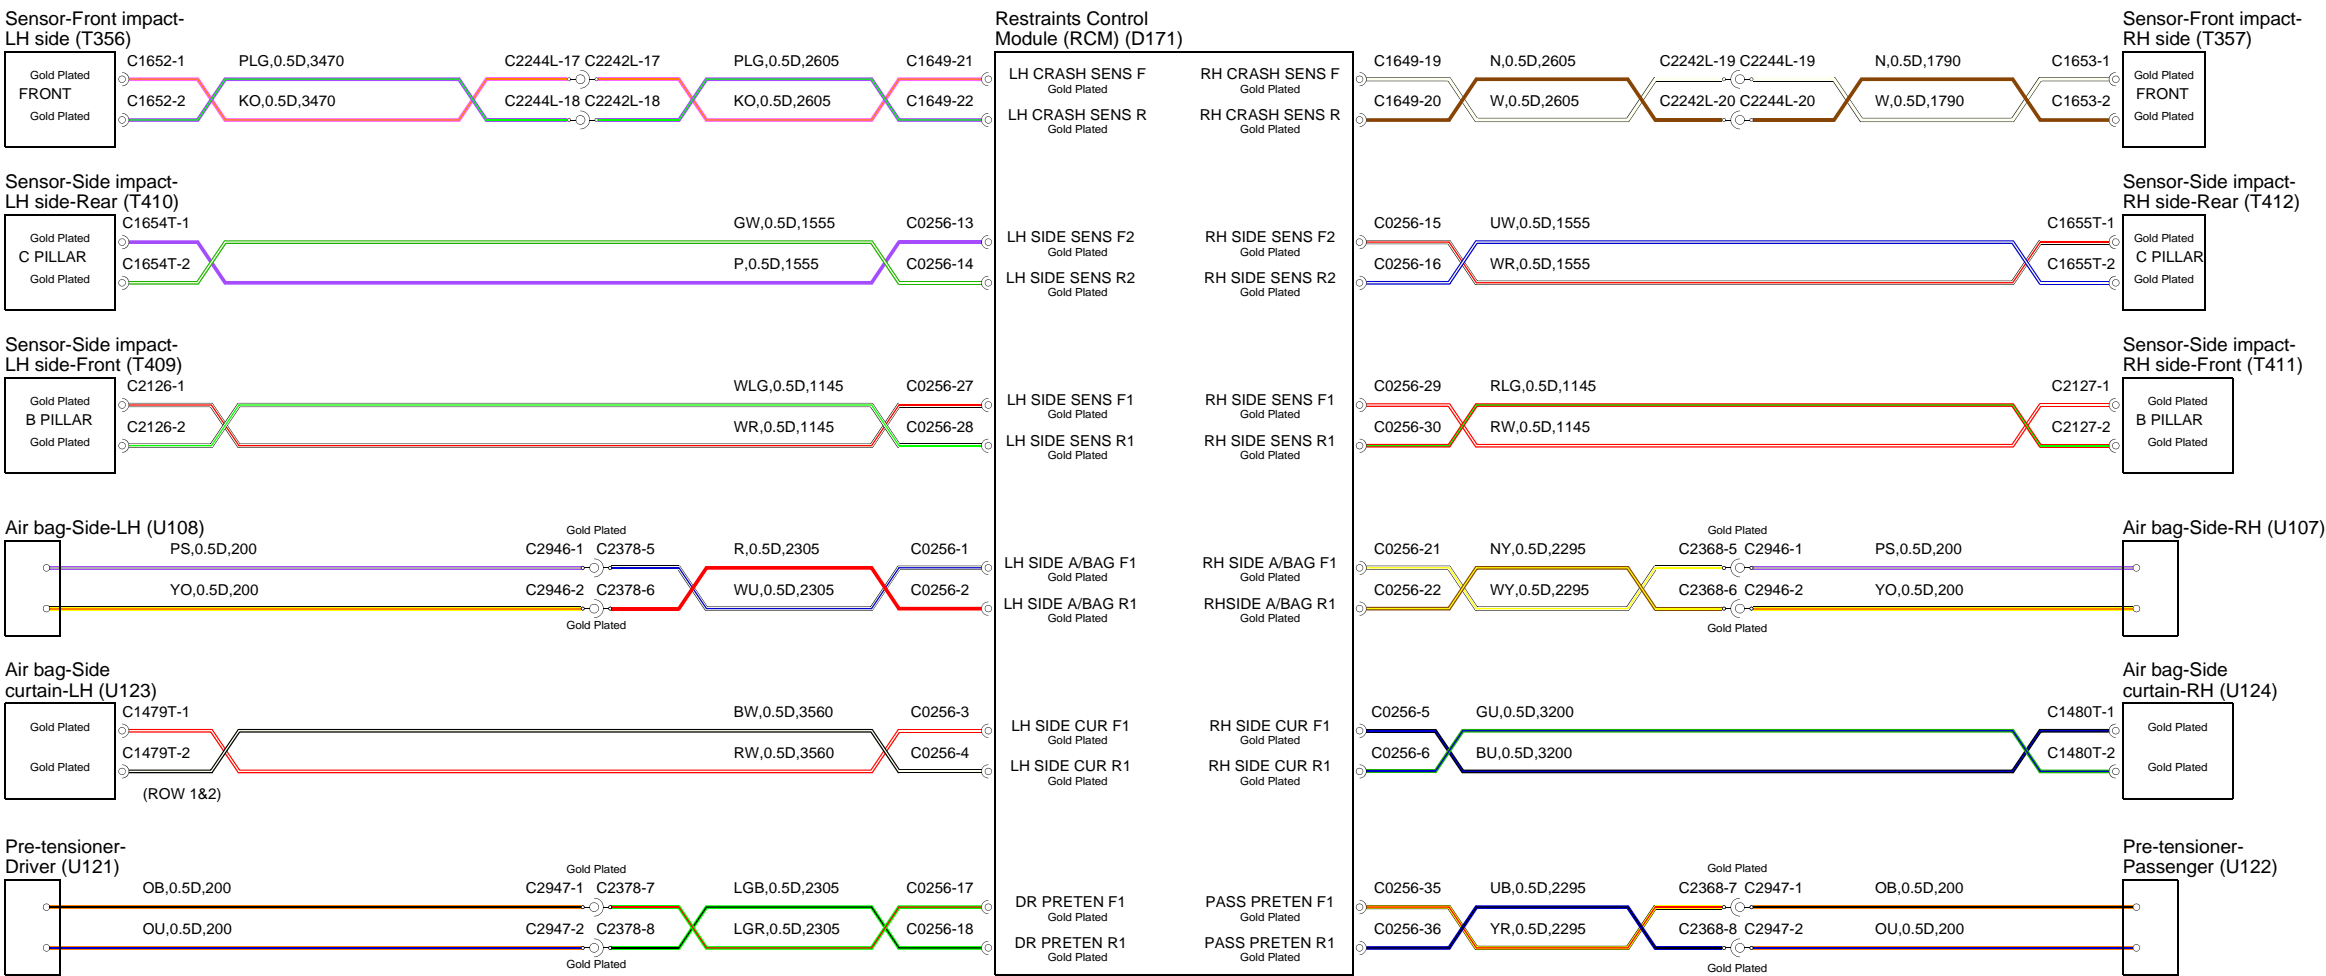 Sensor-Front impact-
LH side (T356)
Gold Plated
FRONT
Gold Plated
C1652-1
PLG,0.5D,3470
C2244L-17 C2242L-17
PLG,0.5D,2605
C1649-21
C1652-2
KO,0.5D,3470
C2244L-18 C2242L-18
KO,0.5D,2605
C1649-22
Restraints Control
Module (RCM) (D171)
LH CRASH SENS F
Gold Plated
LH CRASH SENS R
Gold Plated
RH CRASH SENS F
Gold Plated
RH CRASH SENS R
Gold Plated
C1649-19
N,0.5D,2605
C2242L-19 C2244L-19
N,0.5D,1790
C1653-1
C1649-20
W,0.5D,2605
C2242L-20 C2244L-20
W,0.5D,1790
C1653-2
Sensor-Front impact-
RH side (T357)
Gold Plated
FRONT
Gold Plated
Sensor-Side impact-
LH side-Rear (T410)
Gold Plated
C PILLAR
Gold Plated
C1654T-1
GW,0.5D,1555
C0256-13
C1654T-2
P,0.5D,1555
C0256-14
LH SIDE SENS F2
Gold Plated
LH SIDE SENS R2
Gold Plated
RH SIDE SENS F2
Gold Plated
RH SIDE SENS R2
Gold Plated
C0256-15
UW,0.5D,1555
C1655T-1
C0256-16
WR,0.5D,1555
C1655T-2
Sensor-Side impact-
RH side-Rear (T412)
Gold Plated
C PILLAR
Gold Plated
Sensor-Side impact-
LH side-Front (T409)
Gold Plated
B PILLAR
Gold Plated
C2126-1
WLG,0.5D,1145
C0256-27
C2126-2
WR,0.5D,1145
C0256-28
LH SIDE SENS F1
Gold Plated
LH SIDE SENS R1
Gold Plated
RH SIDE SENS F1
Gold Plated
RH SIDE SENS R1
Gold Plated
C0256-29
RLG,0.5D,1145
C2127-1
C0256-30
RW,0.5D,1145
C2127-2
Sensor-Side impact-
RH side-Front (T411)
Gold Plated
B PILLAR
Gold Plated
Air bag-Side-LH (U108)
PS,0.5D,200
Gold Plated
C2946-1 C2378-5
R,0.5D,2305
C0256-1
YO,0.5D,200
C2946-2 C2378-6
Gold Plated
WU,0.5D,2305
C0256-2
LH SIDE A/BAG F1
Gold Plated
LH SIDE A/BAG R1
Gold Plated
RH SIDE A/BAG F1
Gold Plated
RHSIDE A/BAG R1
Gold Plated
C0256-21
NY,0.5D,2295
Gold Plated
C2368-5 C2946-1
PS,0.5D,200
C0256-22
WY,0.5D,2295
C2368-6 C2946-2
Gold Plated
YO,0.5D,200
Air bag-Side-RH (U107)
Air bag-Side
curtain-LH (U123)
Gold Plated
Gold Plated
C1479T-1
BW,0.5D,3560
C0256-3
C1479T-2
RW,0.5D,3560
C0256-4
(ROW 1&2)
LH SIDE CUR F1
Gold Plated
LH SIDE CUR R1
Gold Plated
RH SIDE CUR F1
Gold Plated
RH SIDE CUR R1
Gold Plated
C0256-5
GU,0.5D,3200
C1480T-1
C0256-6
BU,0.5D,3200
C1480T-2
Air bag-Side
curtain-RH (U124)
Gold Plated
Gold Plated
Pre-tensioner-
Driver (U121)
OB,0.5D,200
Gold Plated
C2947-1 C2378-7
LGB,0.5D,2305
C0256-17
OU,0.5D,200
C2947-2 C2378-8
Gold Plated
LGR,0.5D,2305
C0256-18
DR PRETEN F1
Gold Plated
DR PRETEN R1
Gold Plated
PASS PRETEN F1
Gold Plated
PASS PRETEN R1
Gold Plated
C0256-35
UB,0.5D,2295
Gold Plated
C2368-7 C2947-1
OB,0.5D,200
C0256-36
YR,0.5D,2295
C2368-8 C2947-2
Gold Plated
OU,0.5D,200
Pre-tensioner-
Passenger (U122)